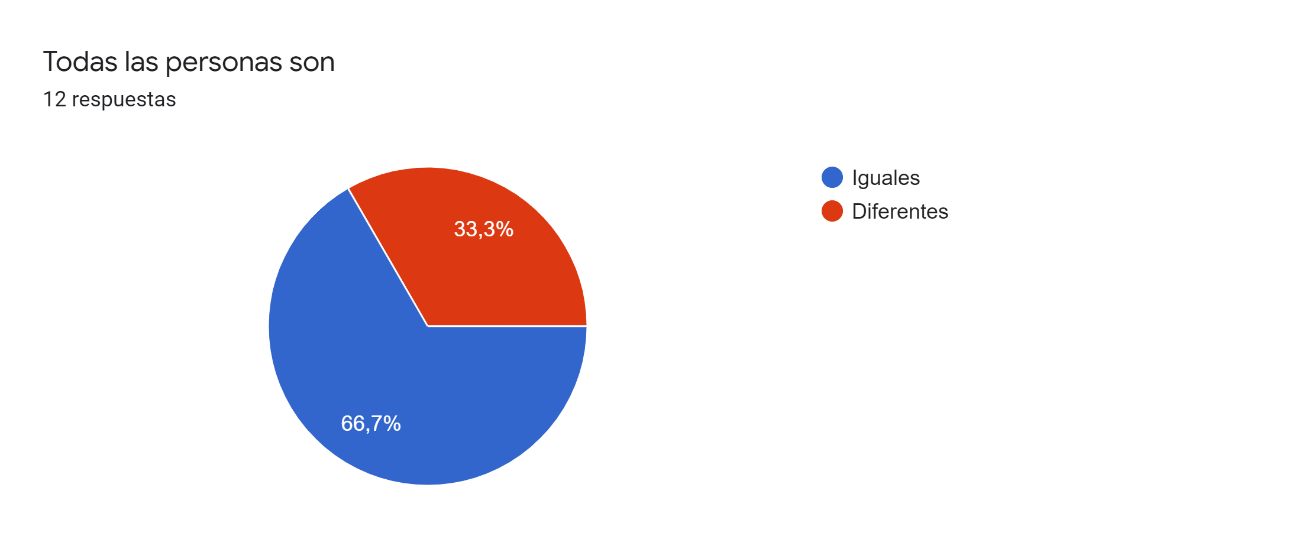 Todas las personas son
12 respuestas
Iguales
Diferentes
33,3%
66,7%